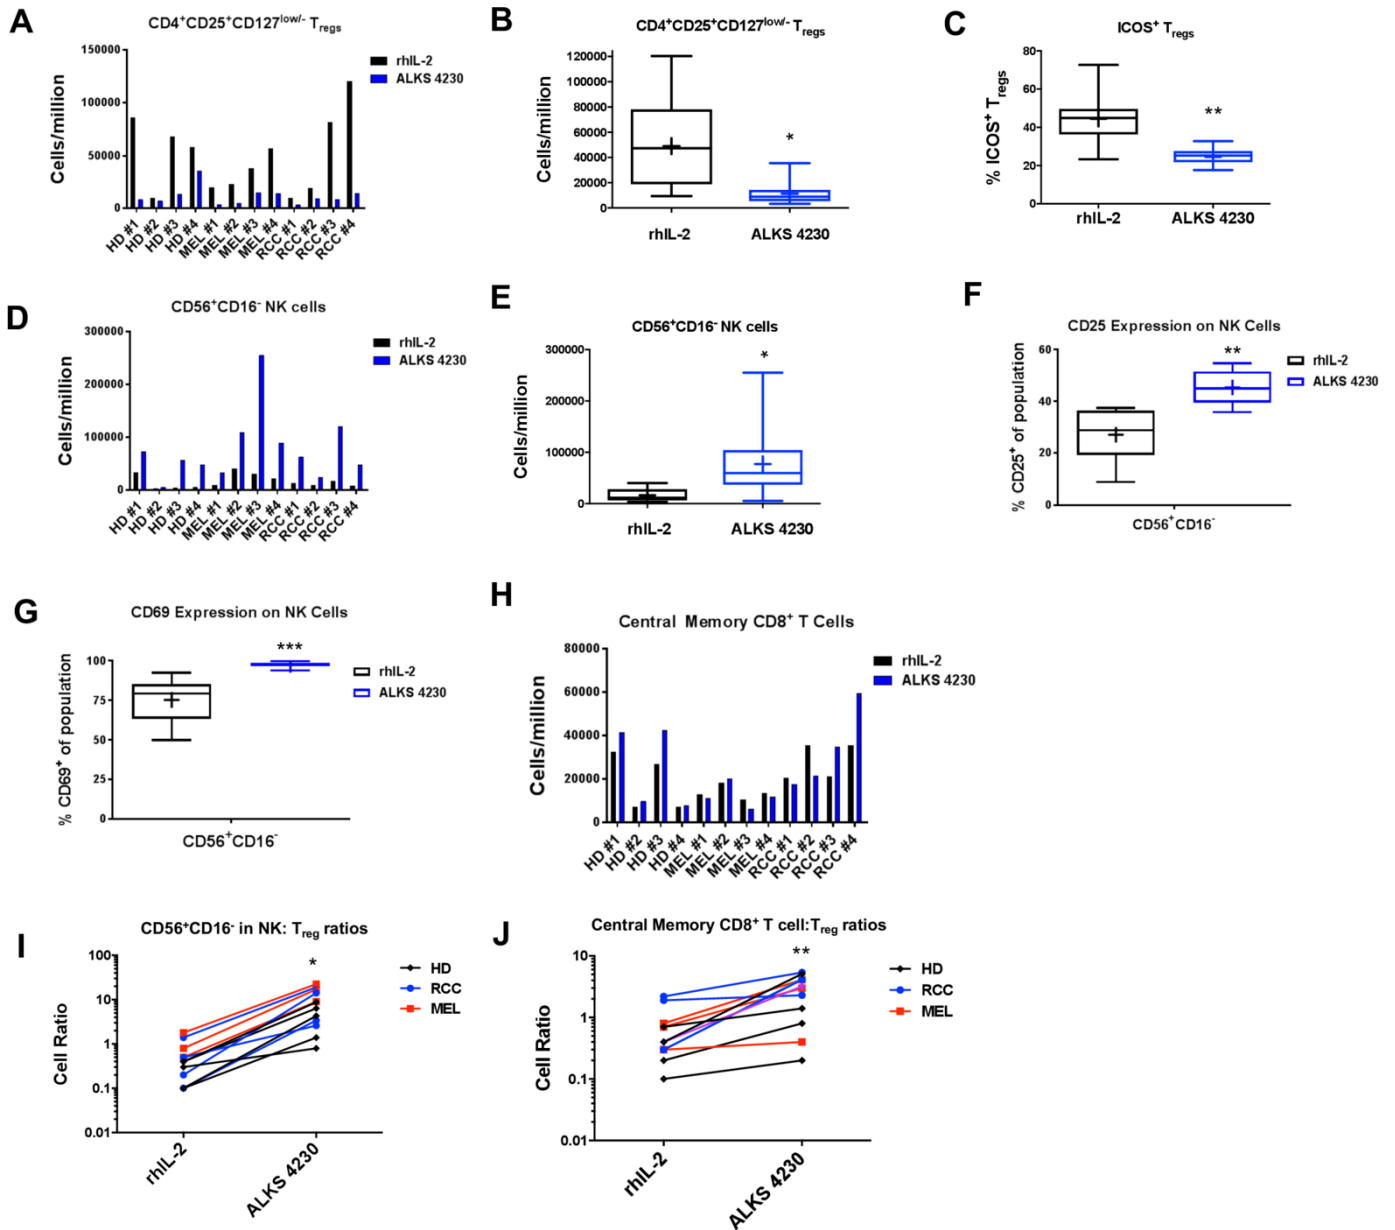 A
CD4⁺CD25⁺CD127ˡᵒʷ/⁻ Tregs
rhIL-2
ALKS 4230
Cells/million
150000
100000
50000
0
HD #1
HD #2
HD #3
HD #4
MEL #1
MEL #2
MEL #3
MEL #4
RCC #1
RCC #2
RCC #3
RCC #4
B
CD4⁺CD25⁺CD127ˡᵒʷ/⁻ Tregs
Cells/million
120000
100000
80000
60000
40000
20000
0
*
rhIL-2
ALKS 4230
C
ICOS⁺ Tregs
% ICOS⁺ Tregs
80
60
40
20
0
**
rhIL-2
ALKS 4230
D
CD56⁺CD16⁻ NK cells
rhIL-2
ALKS 4230
Cells/million
300000
200000
100000
0
HD #1
HD #2
HD #3
HD #4
MEL #1
MEL #2
MEL #3
MEL #4
RCC #1
RCC #2
RCC #3
RCC #4
E
CD56⁺CD16⁻ NK cells
Cells/million
300000
200000
100000
0
*
rhIL-2
ALKS 4230
F
CD25 Expression on NK Cells
% CD25⁺ of population
60
40
20
0
**
rhIL-2
ALKS 4230
CD56⁺CD16⁻
G
CD69 Expression on NK Cells
% CD69⁺ of population
100
75
50
25
0
***
rhIL-2
ALKS 4230
CD56⁺CD16⁻
H
Central Memory CD8⁺ T Cells
rhIL-2
ALKS 4230
Cells/million
80000
60000
40000
20000
0
HD #1
HD #2
HD #3
HD #4
MEL #1
MEL #2
MEL #3
MEL #4
RCC #1
RCC #2
RCC #3
RCC #4
I
CD56⁺CD16⁻ in NK: Treg ratios
Cell Ratio
100
10
1
0.1
0.01
*
HD
RCC
MEL
rhIL-2
ALKS 4230
J
Central Memory CD8⁺ T cell:Treg ratios
Cell Ratio
10
1
0.1
0.01
**
HD
RCC
MEL
rhIL-2
ALKS 4230